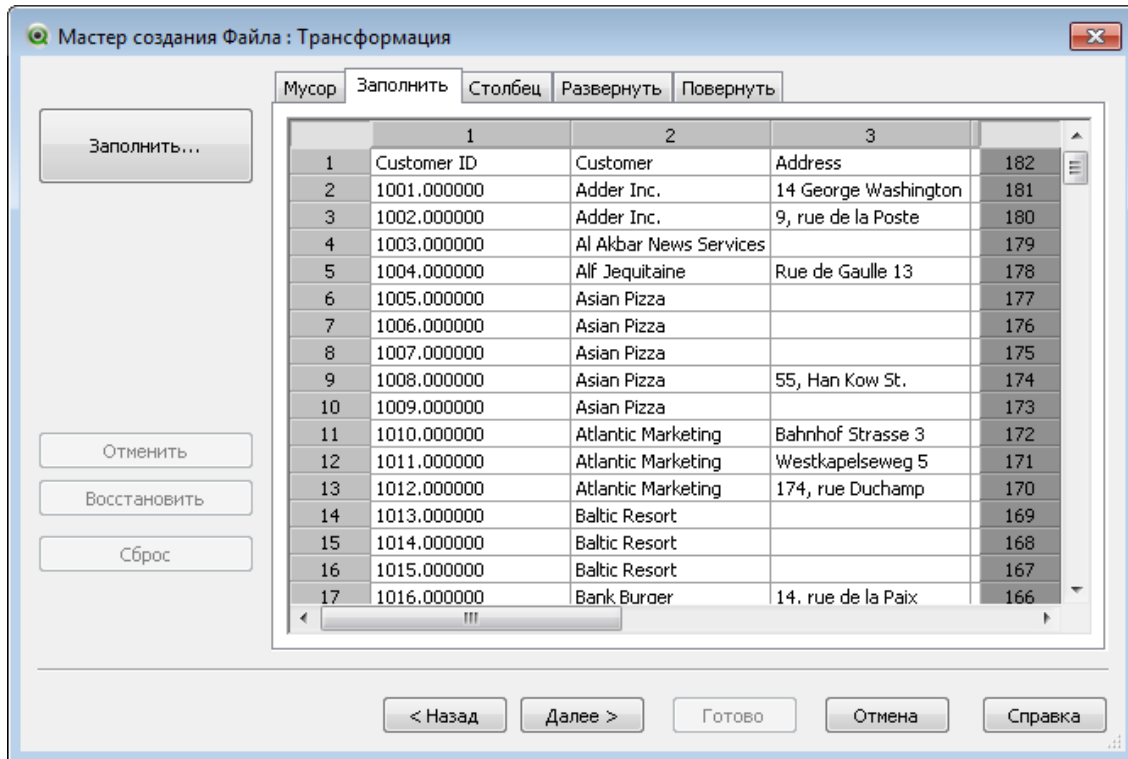 Мастер создания Файла : Трансформация
Мусор Заполнить Столбец Развернуть Повернуть
Заполнить...
1 2 3
1 Customer ID Customer Address 182
2 1001.000000 Adder Inc. 14 George Washington 181
3 1002.000000 Adder Inc. 9, rue de la Poste 180
4 1003.000000 Al Akbar News Services 179
5 1004.000000 Alf Jequitaine Rue de Gaulle 13 178
6 1005.000000 Asian Pizza 177
7 1006.000000 Asian Pizza 176
8 1007.000000 Asian Pizza 175
9 1008.000000 Asian Pizza 55, Han Kow St. 174
10 1009.000000 Asian Pizza 173
11 1010.000000 Atlantic Marketing Bahnhof Strasse 3 172
12 1011.000000 Atlantic Marketing Westkapelseweg 5 171
13 1012.000000 Atlantic Marketing 174, rue Duchamp 170
14 1013.000000 Baltic Resort 169
15 1014.000000 Baltic Resort 168
16 1015.000000 Baltic Resort 167
17 1016.000000 Bank Burger 14, rue de la Paix 166
Отменить
Восстановить
Сброс
< Назад Далее > Готово Отмена Справка